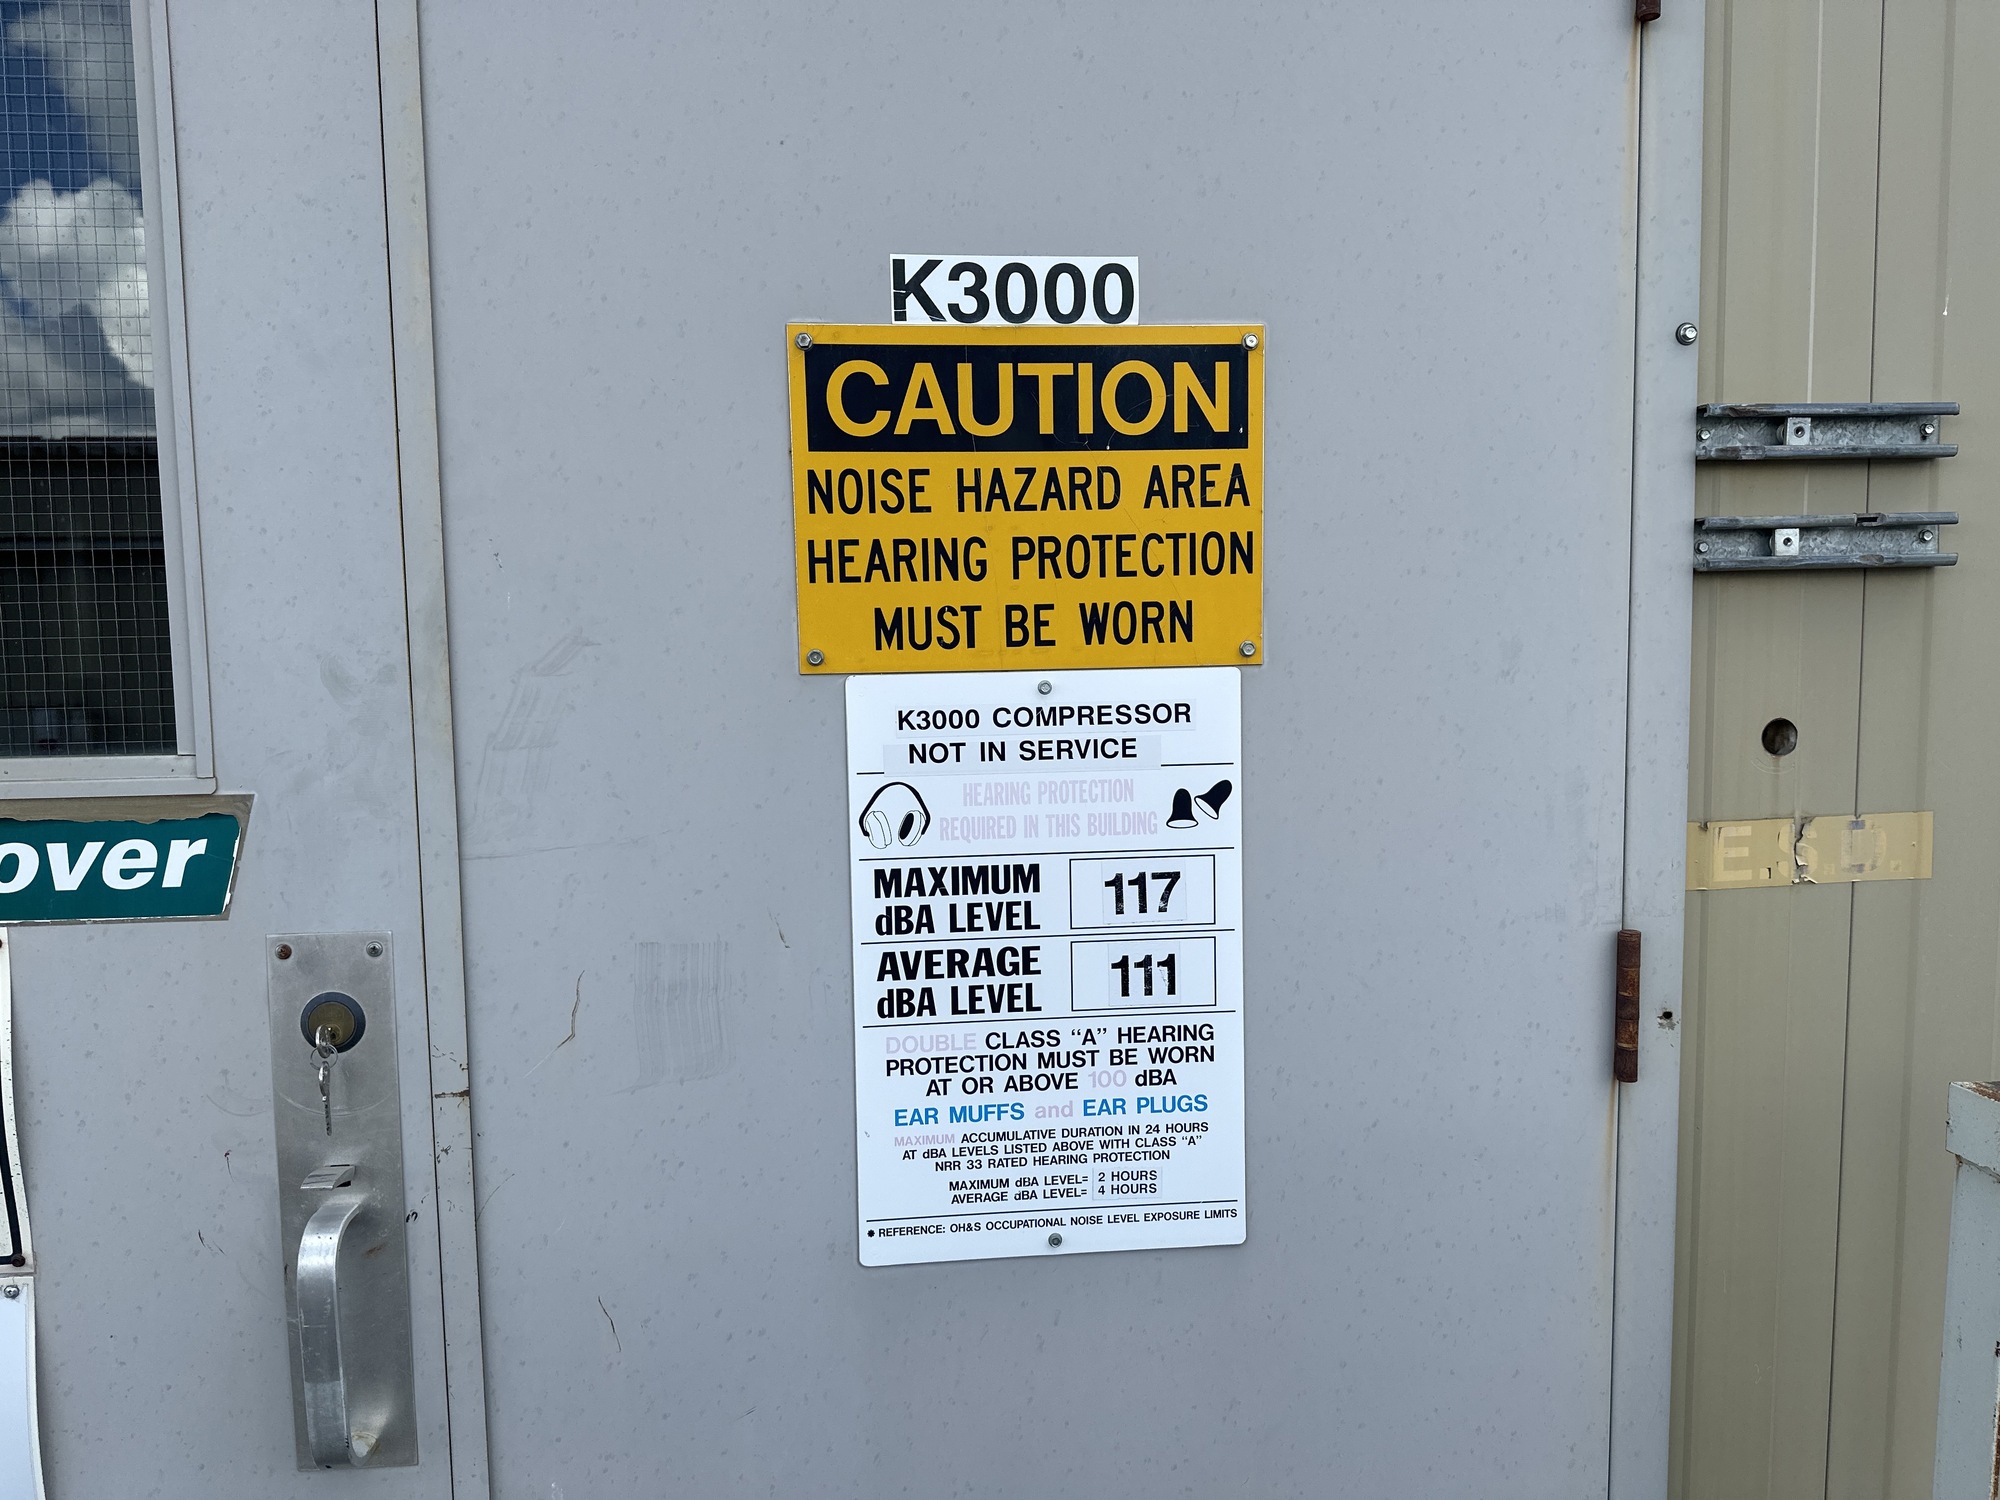 K3000
CAUTION
NOISE HAZARD AREA
HEARING PROTECTION
MUST BE WORN
K3000 COMPRESSOR
NOT IN SERVICE
HEARING PROTECTION
REQUIRED IN THIS BUILDING
MAXIMUM
dBA LEVEL
117
AVERAGE
dBA LEVEL
111
DOUBLE CLASS “A” HEARING
PROTECTION MUST BE WORN
AT OR ABOVE 100 dBA
EAR MUFFS and EAR PLUGS
MAXIMUM ACCUMULATIVE DURATION IN 24 HOURS
AT dBA LEVELS LISTED ABOVE WITH CLASS “A”
NRR 33 RATED HEARING PROTECTION
MAXIMUM dBA LEVEL= 2 HOURS
AVERAGE dBA LEVEL= 4 HOURS
* REFERENCE: OH&S OCCUPATIONAL NOISE LEVEL EXPOSURE LIMITS
over
E.S.D.